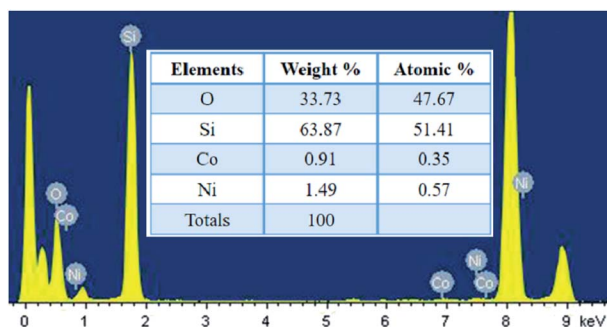 Si
Elements Weight % Atomic %
O 33.73 47.67
Si 63.87 51.41
Co 0.91 0.35
Ni 1.49 0.57
Totals 100
O
Co
Ni
Ni
Ni
Co
Co
0 1 2 3 4 5 6 7 8 9 keV